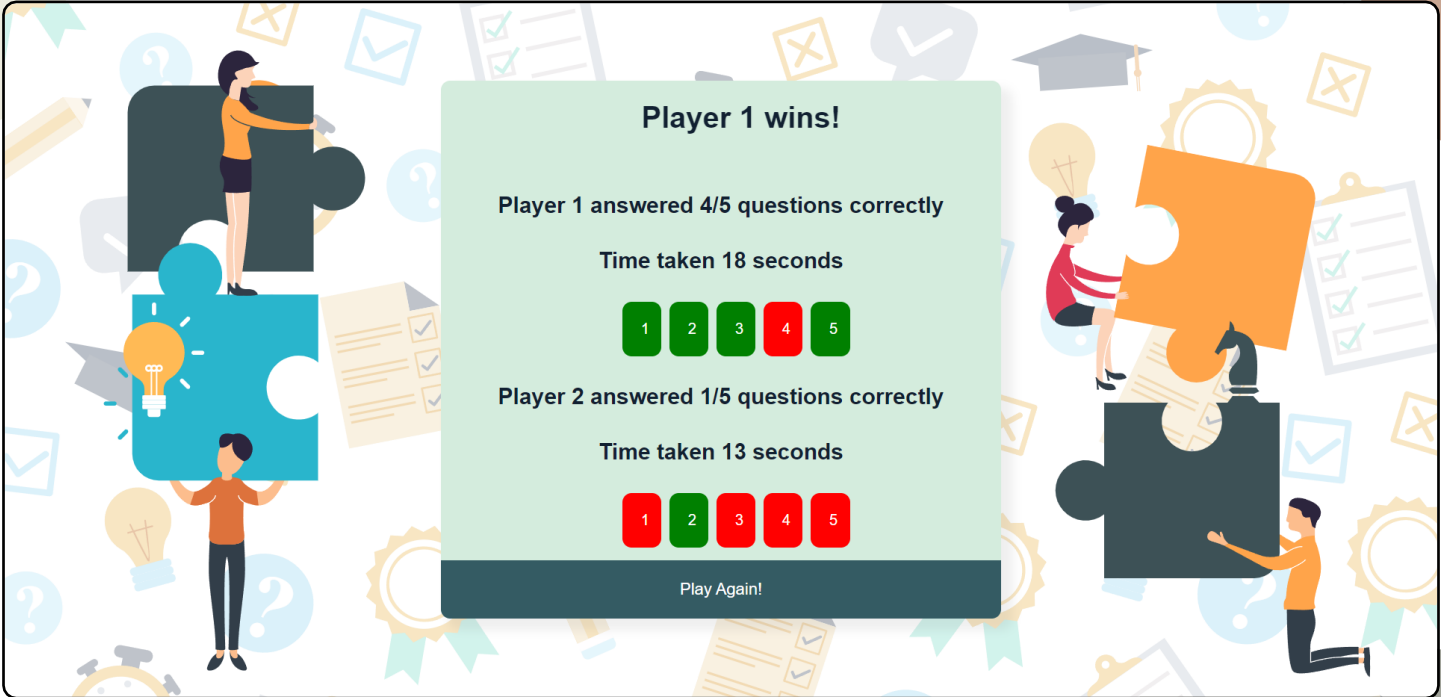 Player 1 wins!
Player 1 answered 4/5 questions correctly
Time taken 18 seconds
1 2 3 4 5
Player 2 answered 1/5 questions correctly
Time taken 13 seconds
1 2 3 4 5
Play Again!